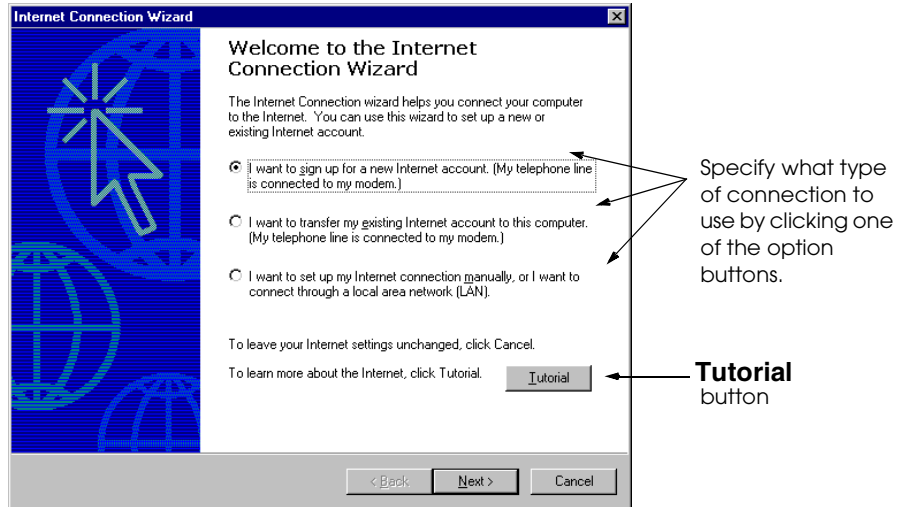 Internet Connection Wizard
Welcome to the Internet
Connection Wizard
The Internet Connection wizard helps you connect your computer
to the Internet. You can use this wizard to set up a new or
existing Internet account.
I want to sign up for a new Internet account. (My telephone line
is connected to my modem.)
I want to transfer my existing Internet account to this computer.
(My telephone line is connected to my modem.)
I want to set up my Internet connection manually, or I want to
connect through a local area network (LAN).
To leave your Internet settings unchanged, click Cancel.
To learn more about the Internet, click Tutorial.
Tutorial
< Back
Next >
Cancel
Specify what type
of connection to
use by clicking one
of the option
buttons.
Tutorial
button